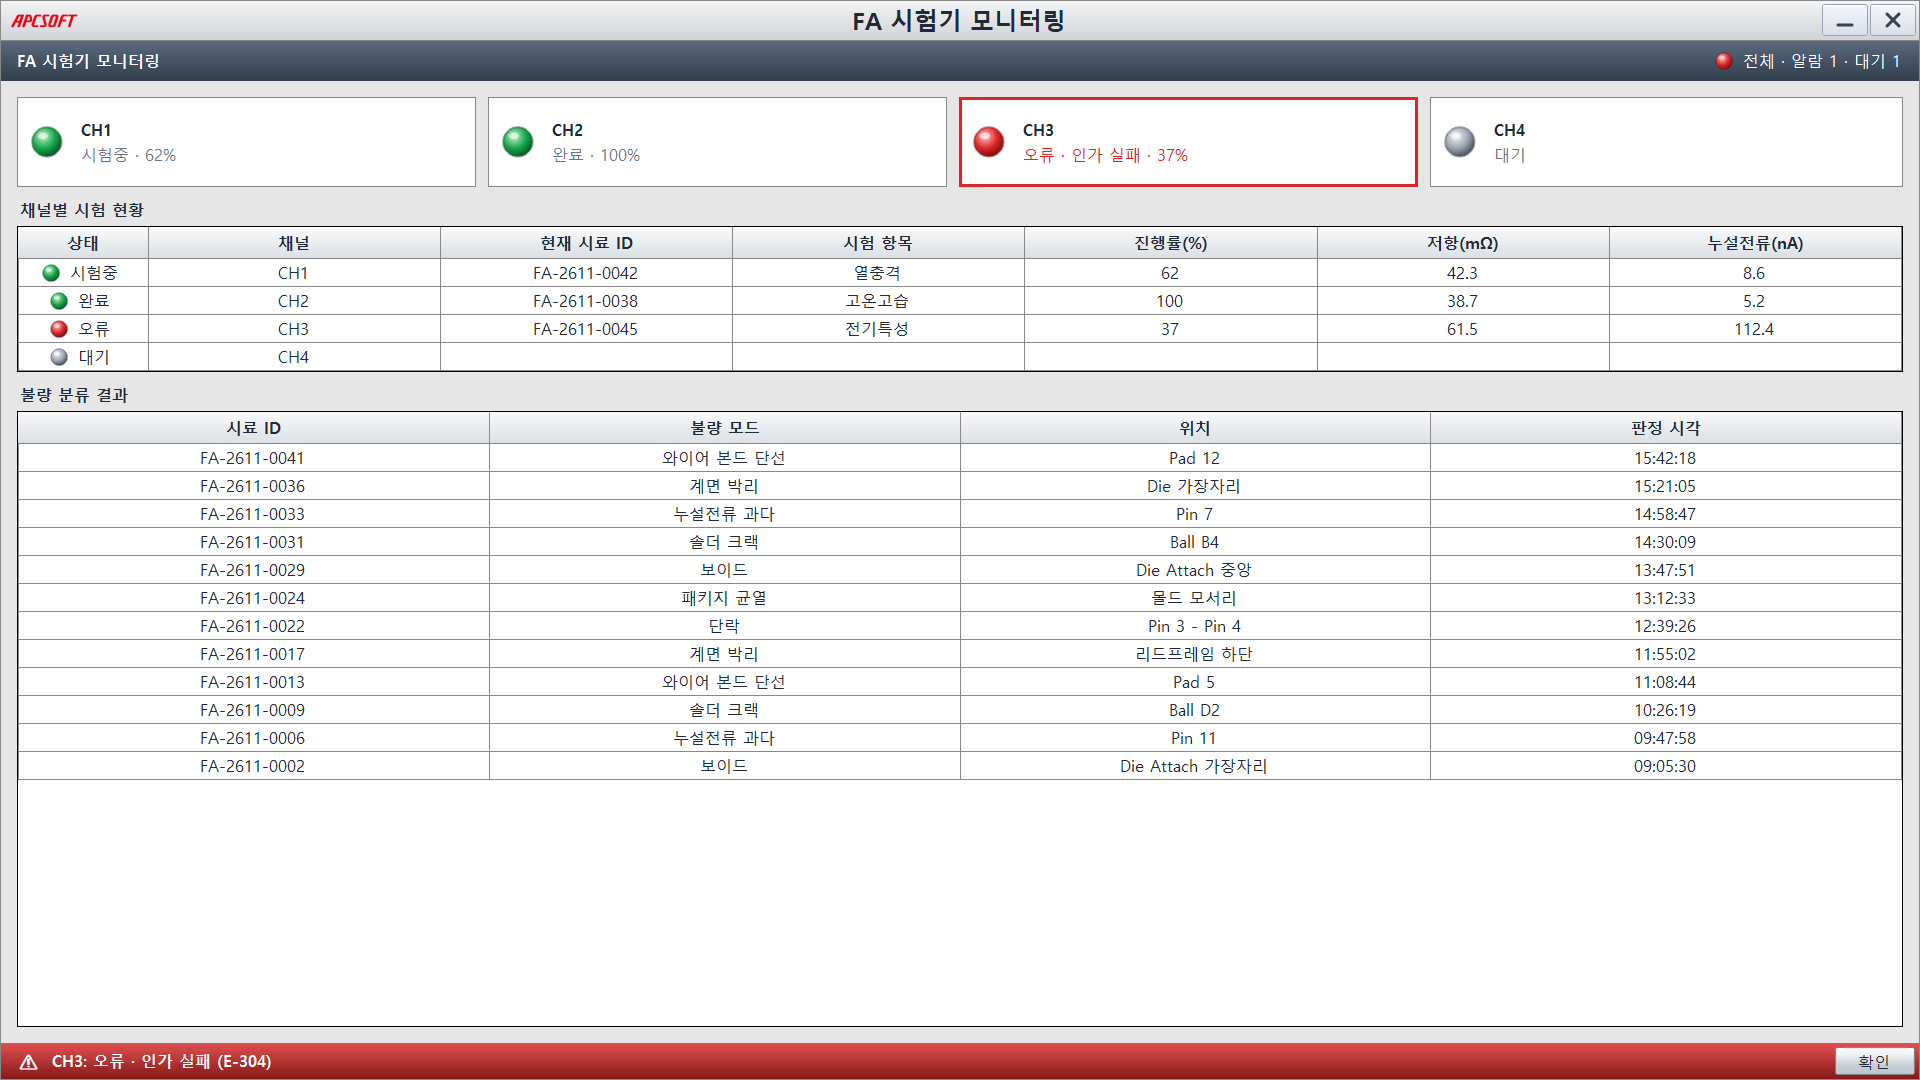 APCSOFT
FA 시험기 모니터링
FA 시험기 모니터링
전체 · 알람 1 · 대기 1
CH1
시험중 · 62%
CH2
완료 · 100%
CH3
오류 · 인가 실패 · 37%
CH4
대기
채널별 시험 현황
상태 채널 현재 시료 ID 시험 항목 진행률(%) 저항(mΩ) 누설전류(nA)
시험중 CH1 FA-2611-0042 열충격 62 42.3 8.6
완료 CH2 FA-2611-0038 고온고습 100 38.7 5.2
오류 CH3 FA-2611-0045 전기특성 37 61.5 112.4
대기 CH4
불량 분류 결과
시료 ID 불량 모드 위치 판정 시각
FA-2611-0041 와이어 본드 단선 Pad 12 15:42:18
FA-2611-0036 계면 박리 Die 가장자리 15:21:05
FA-2611-0033 누설전류 과다 Pin 7 14:58:47
FA-2611-0031 솔더 크랙 Ball B4 14:30:09
FA-2611-0029 보이드 Die Attach 중앙 13:47:51
FA-2611-0024 패키지 균열 몰드 모서리 13:12:33
FA-2611-0022 단락 Pin 3 - Pin 4 12:39:26
FA-2611-0017 계면 박리 리드프레임 하단 11:55:02
FA-2611-0013 와이어 본드 단선 Pad 5 11:08:44
FA-2611-0009 솔더 크랙 Ball D2 10:26:19
FA-2611-0006 누설전류 과다 Pin 11 09:47:58
FA-2611-0002 보이드 Die Attach 가장자리 09:05:30
CH3: 오류 · 인가 실패 (E-304)
확인